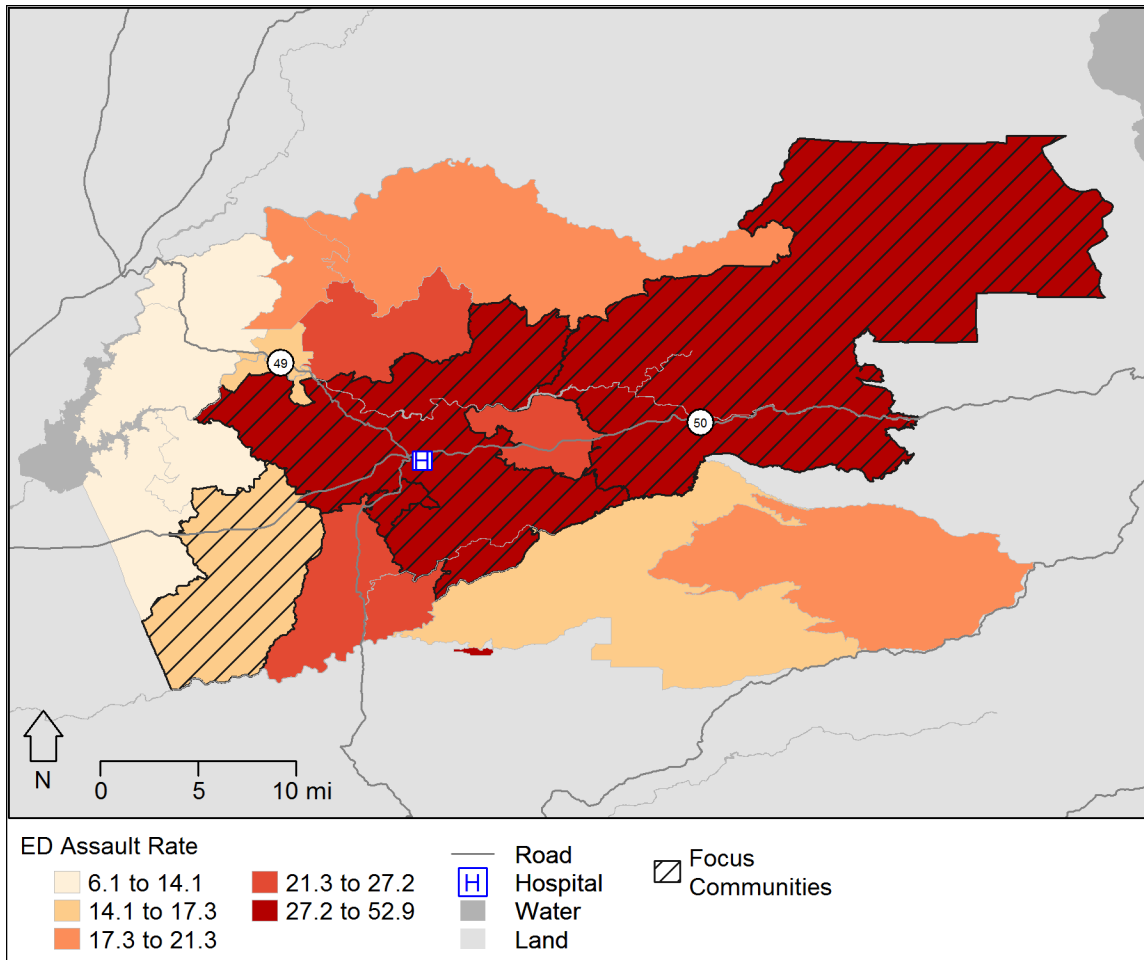 49
50
H
N
0 5 10 mi
ED Assault Rate
6.1 to 14.1
14.1 to 17.3
17.3 to 21.3
21.3 to 27.2
27.2 to 52.9
Road
H Hospital
Water
Land
Focus
Communities